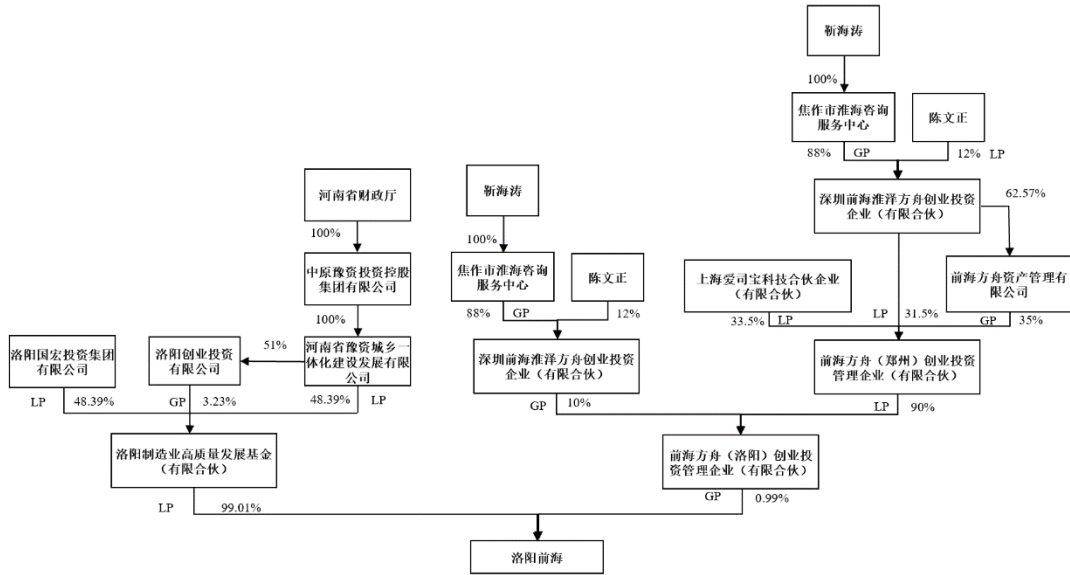 靳海涛
100%
焦作市淮海咨询
服务中心
陈文正
88%
GP
12%
LP
河南省财政厅
靳海涛
深圳前海淮洋方舟创业投资
企业（有限合伙）
62.57%
100%
100%
中原豫资投资控股
集团有限公司
焦作市淮海咨询
服务中心
陈文正
上海爱司宝科技合伙企业
（有限合伙）
前海方舟资产管理有
限公司
100%
88%
GP
12%
33.5%
LP
LP
31.5%
GP
35%
洛阳国宏投资集团
有限公司
洛阳创业投资
有限公司
51%
河南省豫资城乡一
体化建设发展有限
公司
深圳前海淮洋方舟创业投资
企业（有限合伙）
前海方舟（郑州）创业投资
管理企业（有限合伙）
LP
48.39%
GP
3.23%
48.39%
LP
GP
10%
LP
90%
洛阳制造业高质量发展基金
（有限合伙）
前海方舟（洛阳）创业投
资管理企业（有限合伙）
LP
99.01%
GP
0.99%
洛阳前海